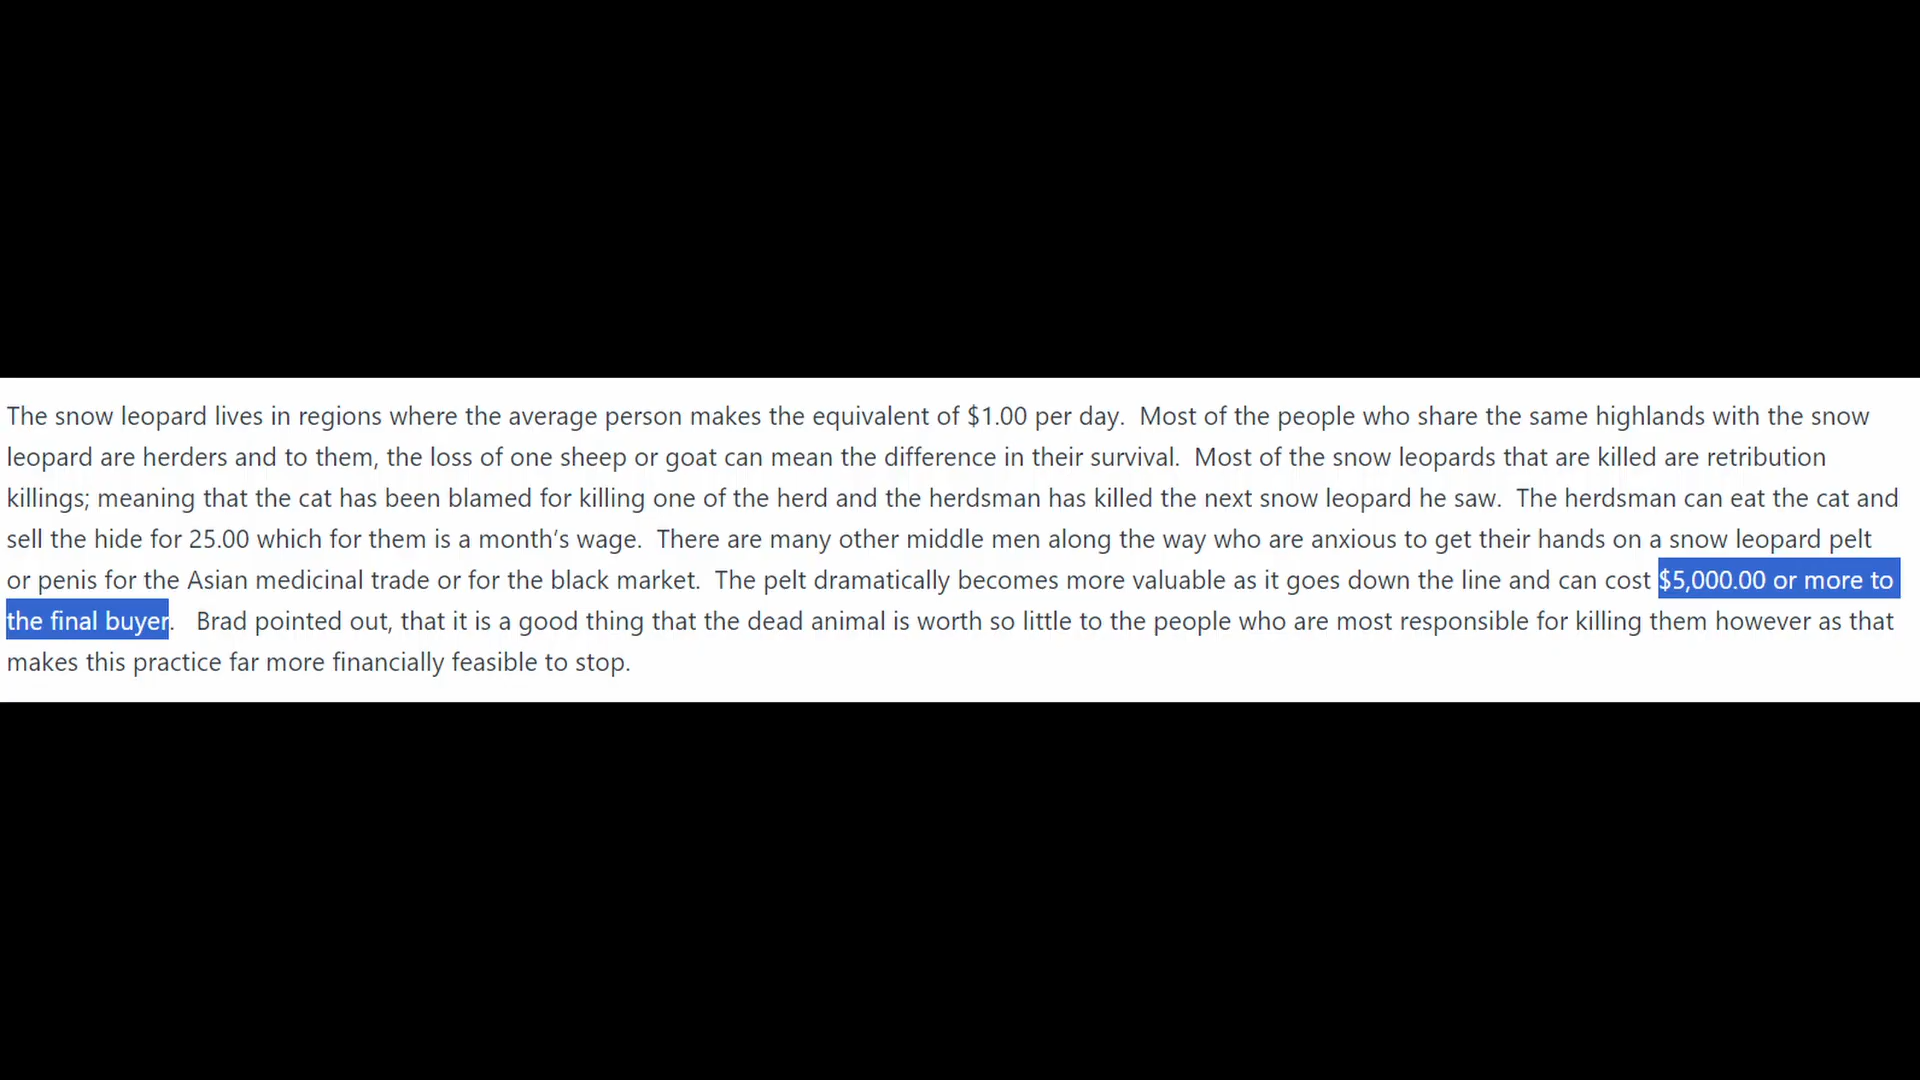 The snow leopard lives in regions where the average person makes the equivalent of $1.00 per day.  Most of the people who share the same highlands with the snow
leopard are herders and to them, the loss of one sheep or goat can mean the difference in their survival.  Most of the snow leopards that are killed are retribution
killings; meaning that the cat has been blamed for killing one of the herd and the herdsman has killed the next snow leopard he saw.  The herdsman can eat the cat and
sell the hide for 25.00 which for them is a month’s wage.  There are many other middle men along the way who are anxious to get their hands on a snow leopard pelt
or penis for the Asian medicinal trade or for the black market.  The pelt dramatically becomes more valuable as it goes down the line and can cost $5,000.00 or more to
the final buyer.   Brad pointed out, that it is a good thing that the dead animal is worth so little to the people who are most responsible for killing them however as that
makes this practice far more financially feasible to stop.